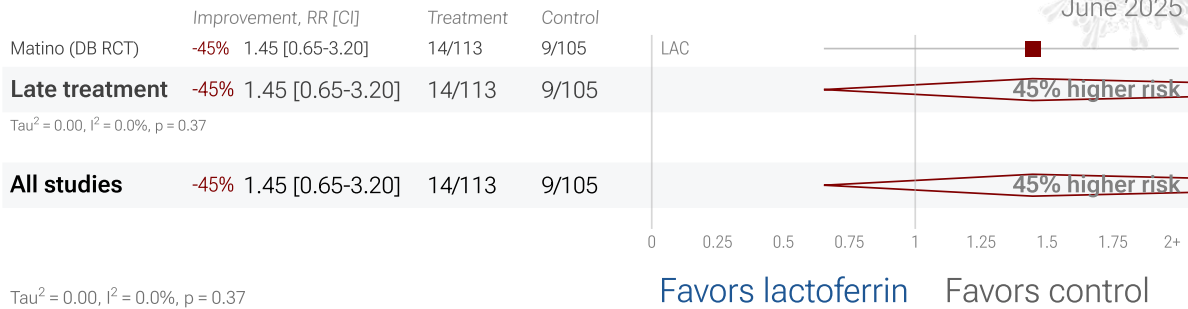 June 2025
Improvement, RR [CI] Treatment Control
Matino (DB RCT) -45% 1.45 [0.65-3.20] 14/113 9/105 LAC
Late treatment -45% 1.45 [0.65-3.20] 14/113 9/105 45% higher risk
Tau² = 0.00, I² = 0.0%, p = 0.37
All studies -45% 1.45 [0.65-3.20] 14/113 9/105 45% higher risk
0 0.25 0.5 0.75 1 1.25 1.5 1.75 2+
Tau² = 0.00, I² = 0.0%, p = 0.37 Favors lactoferrin Favors control